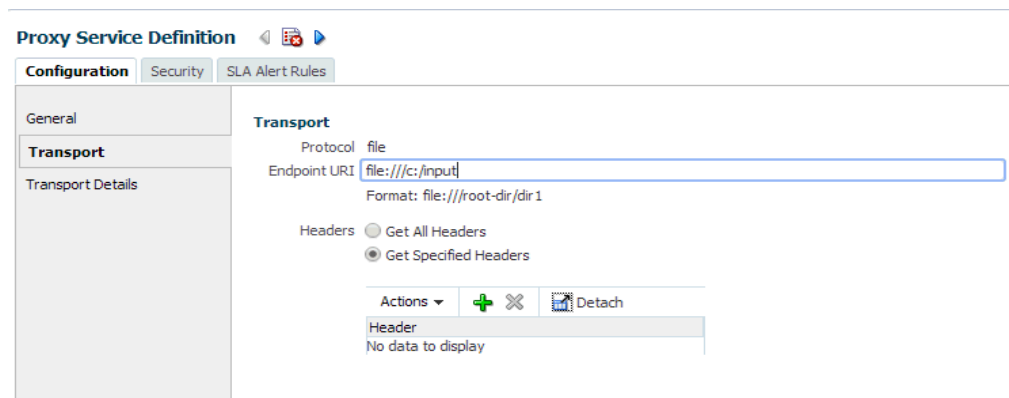 Proxy Service Definition
Configuration Security SLA Alert Rules
General
Transport
Transport Details
Transport
Protocol file
Endpoint URI file:///c:/input
Format: file:///root-dir/dir1
Headers Get All Headers
Get Specified Headers
Actions Detach
Header
No data to display